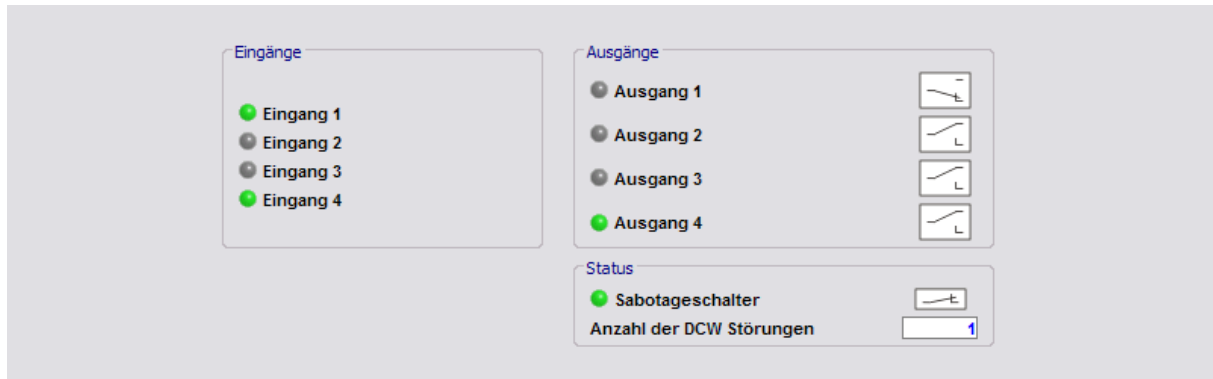 Eingänge
Eingang 1
Eingang 2
Eingang 3
Eingang 4
Ausgänge
Ausgang 1
Ausgang 2
Ausgang 3
Ausgang 4
Status
Sabotageschalter
Anzahl der DCW Störungen 1